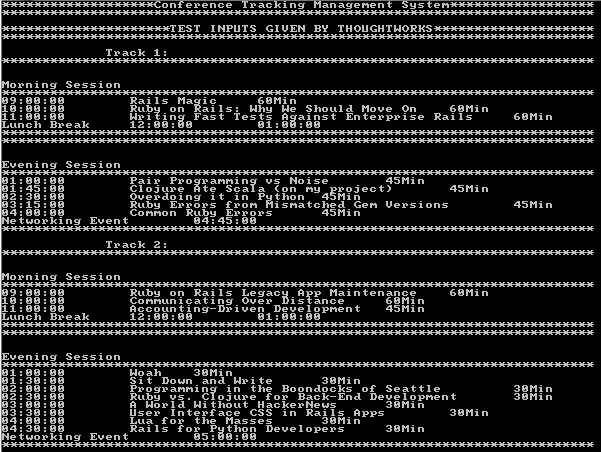 *******************Conference Tracking Management System*******************
***************************************************************************
*********************TEST INPUTS GIVEN BY THOUGHTWORKS*********************
***************************************************************************
Track 1:
***************************************************************************
Morning Session
***************************************************************************
09:00:00 Rails Magic 60Min
10:00:00 Ruby on Rails: Why We Should Move On 60Min
11:00:00 Writing Fast Tests Against Enterprise Rails 60Min
Lunch Break 12:00:00 01:00:00
***************************************************************************
***************************************************************************
Evening Session
***************************************************************************
01:00:00 Pair Programming vs Noise 45Min
01:45:00 Clojure Ate Scala (on my project) 45Min
02:30:00 Overdoing it in Python 45Min
03:15:00 Ruby Errors from Mismatched Gem Versions 45Min
04:00:00 Common Ruby Errors 45Min
Networking Event 04:45:00
***************************************************************************
Track 2:
***************************************************************************
Morning Session
***************************************************************************
09:00:00 Ruby on Rails Legacy App Maintenance 60Min
10:00:00 Communicating Over Distance 60Min
11:00:00 Accounting-Driven Development 45Min
Lunch Break 12:00:00 01:00:00
***************************************************************************
***************************************************************************
Evening Session
***************************************************************************
01:00:00 Woah 30Min
01:30:00 Sit Down and Write 30Min
02:00:00 Programming in the Boondocks of Seattle 30Min
02:30:00 Ruby vs. Clojure for Back-End Development 30Min
03:00:00 A World Without HackerNews 30Min
03:30:00 User Interface CSS in Rails Apps 30Min
04:00:00 Lua for the Masses 30Min
04:30:00 Rails for Python Developers 30Min
Networking Event 05:00:00
***************************************************************************